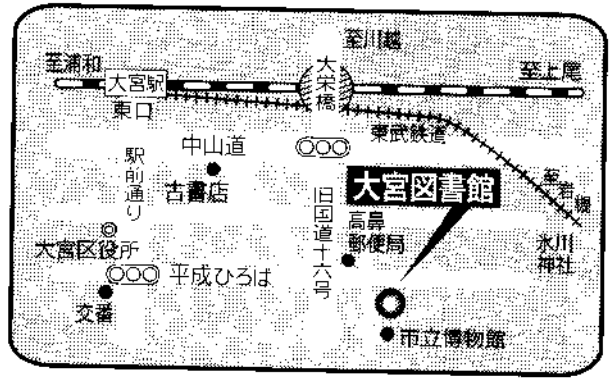 至川越
至浦和
大栄橋
至上尾
大宮駅
東口
東武鉄道
中山道
駅前通り
古書店
大宮図書館
至岩槻
旧国道十六号
高鼻
郵便局
氷川
神社
大宮区役所
平成ひろば
交番
市立博物館